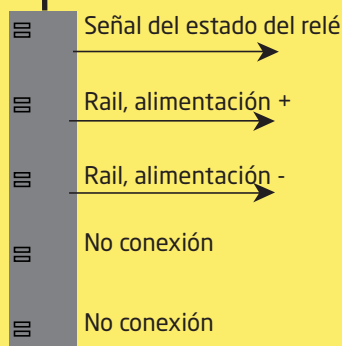 Señal del estado del relé
Rail, alimentación +
Rail, alimentación -
No conexión
No conexión